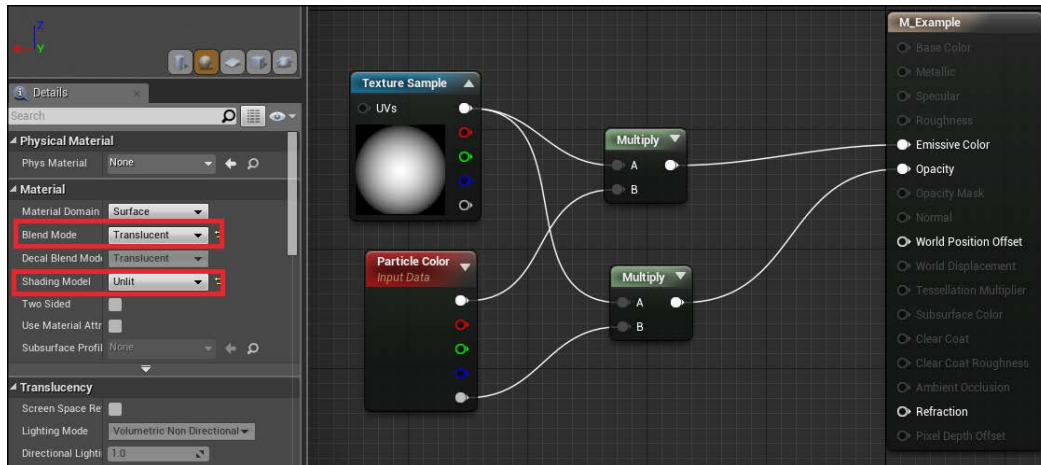 Z
Y
Details
Search
Physical Material
Phys Material None
Material
Material Domain Surface
Blend Mode Translucent
Decal Blend Mod Translucent
Shading Model Unlit
Two Sided
Use Material Attr
Subsurface Profil None
Translucency
Screen Space Re
Lighting Mode Volumetric Non Directional
Directional Lighti 1.0
Texture Sample
UVs
Particle Color
Input Data
Multiply
A
B
Multiply
A
B
M_Example
Base Color
Metallic
Specular
Roughness
Emissive Color
Opacity
Opacity Mask
Normal
World Position Offset
World Displacement
Tessellation Multiplier
Subsurface Color
Clear Coat
Clear Coat Roughness
Ambient Occlusion
Refraction
Pixel Depth Offset